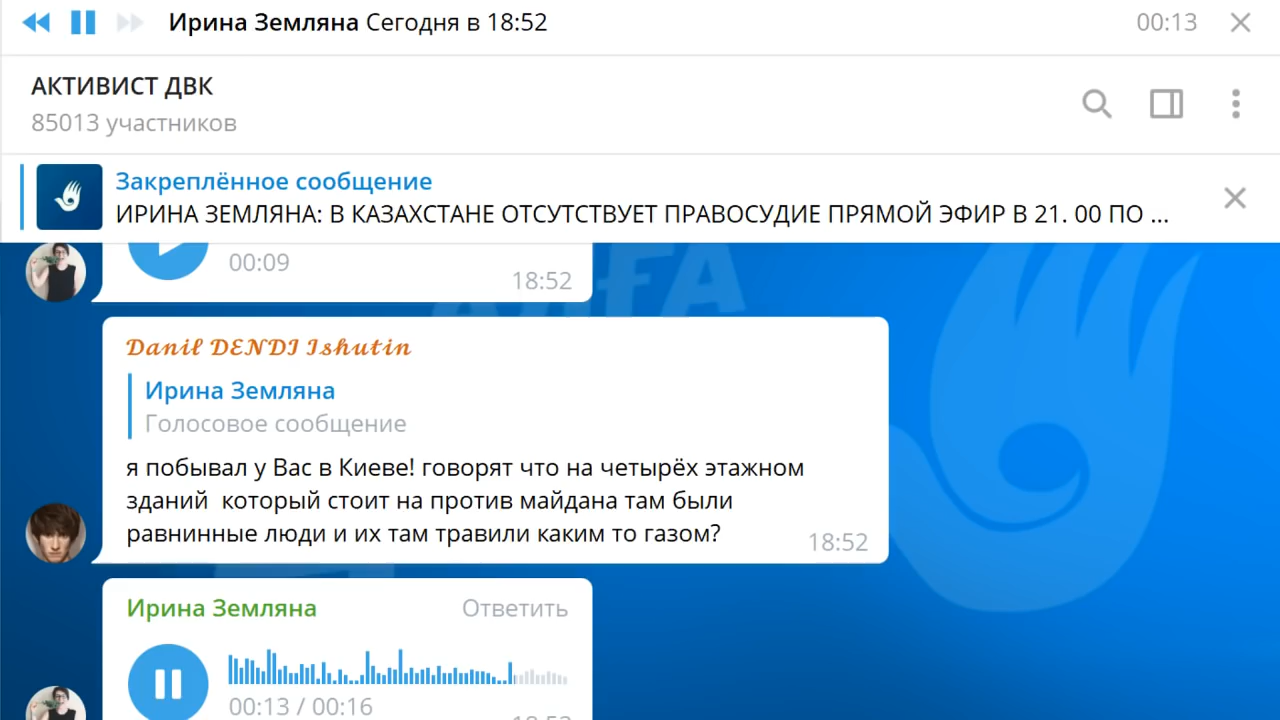 Ирина Земляна Сегодня в 18:52
00:13
АКТИВИСТ ДВК
85013 участников
Закреплённое сообщение
ИРИНА ЗЕМЛЯНА: В КАЗАХСТАНЕ ОТСУТСТВУЕТ ПРАВОСУДИЕ ПРЯМОЙ ЭФИР В 21. 00 ПО ...
00:09
18:52
АЛҒА
Danil DENDI Ishutin
Ирина Земляна
Голосовое сообщение
я побывал у Вас в Киеве! говорят что на четырёх этажном
зданий который стоит на против майдана там были
равнинные люди и их там травили каким то газом?
18:52
Ирина Земляна
Ответить
00:13 / 00:16
18:52